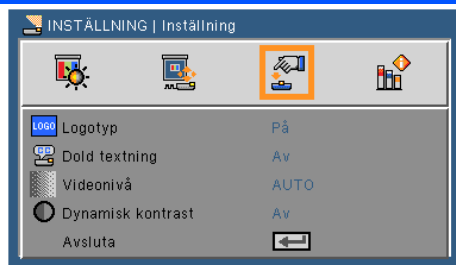 INSTÄLLNING | Inställning
LOGO Logotyp På
Dold textning Av
Videonivå AUTO
Dynamisk kontrast Av
Avsluta